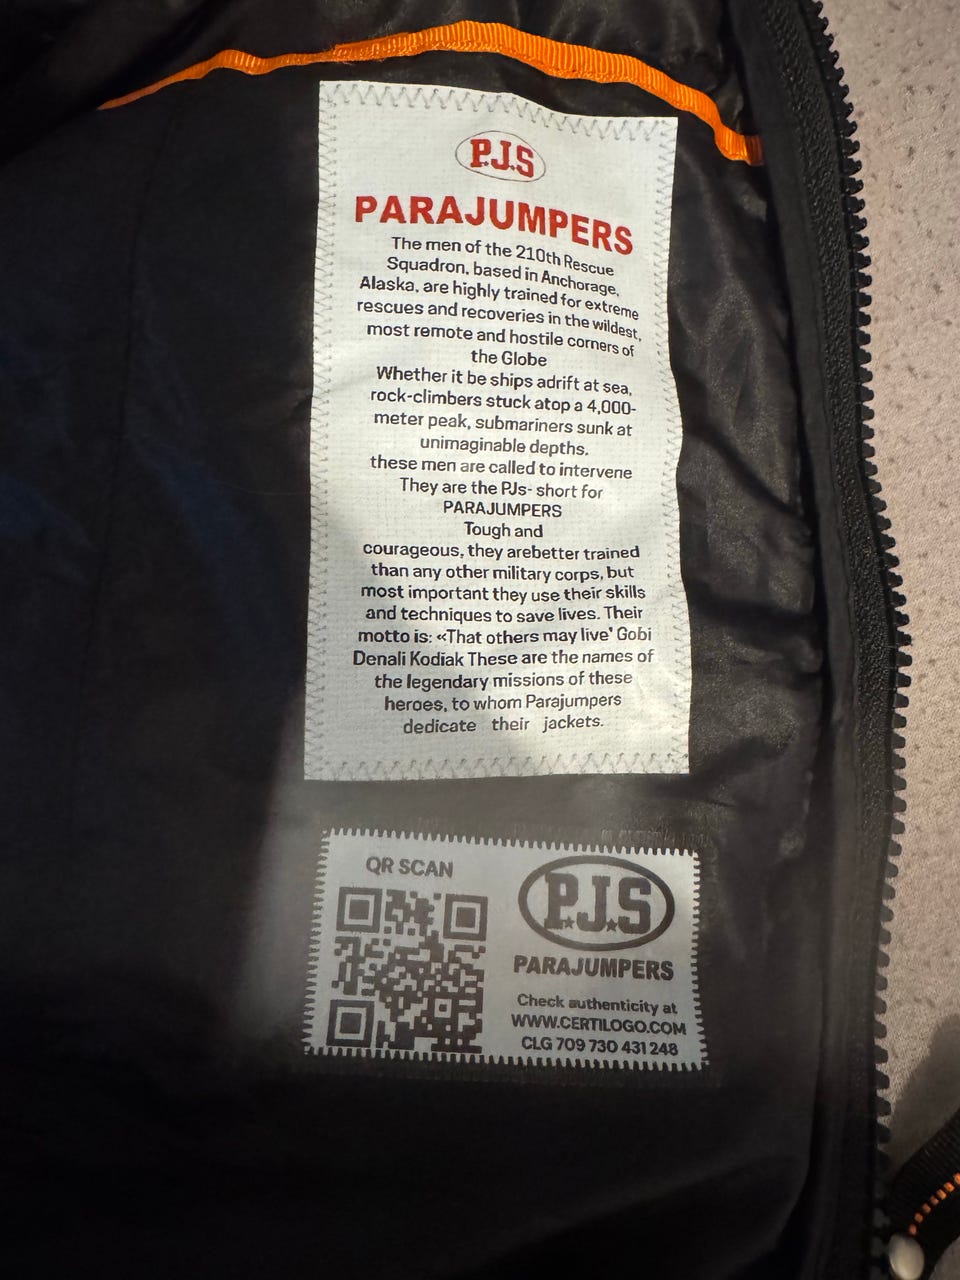 P.J.S
PARAJUMPERS
The men of the 210th Rescue
Squadron, based in Anchorage,
Alaska, are highly trained for extreme
rescues and recoveries in the wildest,
most remote and hostile corners of
the Globe
Whether it be ships adrift at sea,
rock-climbers stuck atop a 4,000-
meter peak, submariners sunk at
unimaginable depths.
these men are called to intervene
They are the PJs- short for
PARAJUMPERS
Tough and
courageous, they arebetter trained
than any other military corps, but
most important they use their skills
and techniques to save lives. Their
motto is: «That others may live' Gobi
Denali Kodiak These are the names of
the legendary missions of these
heroes, to whom Parajumpers
dedicate their jackets.
QR SCAN
P.J.S
PARAJUMPERS
Check authenticity at
WWW.CERTILOGO.COM
CLG 709 730 431 248